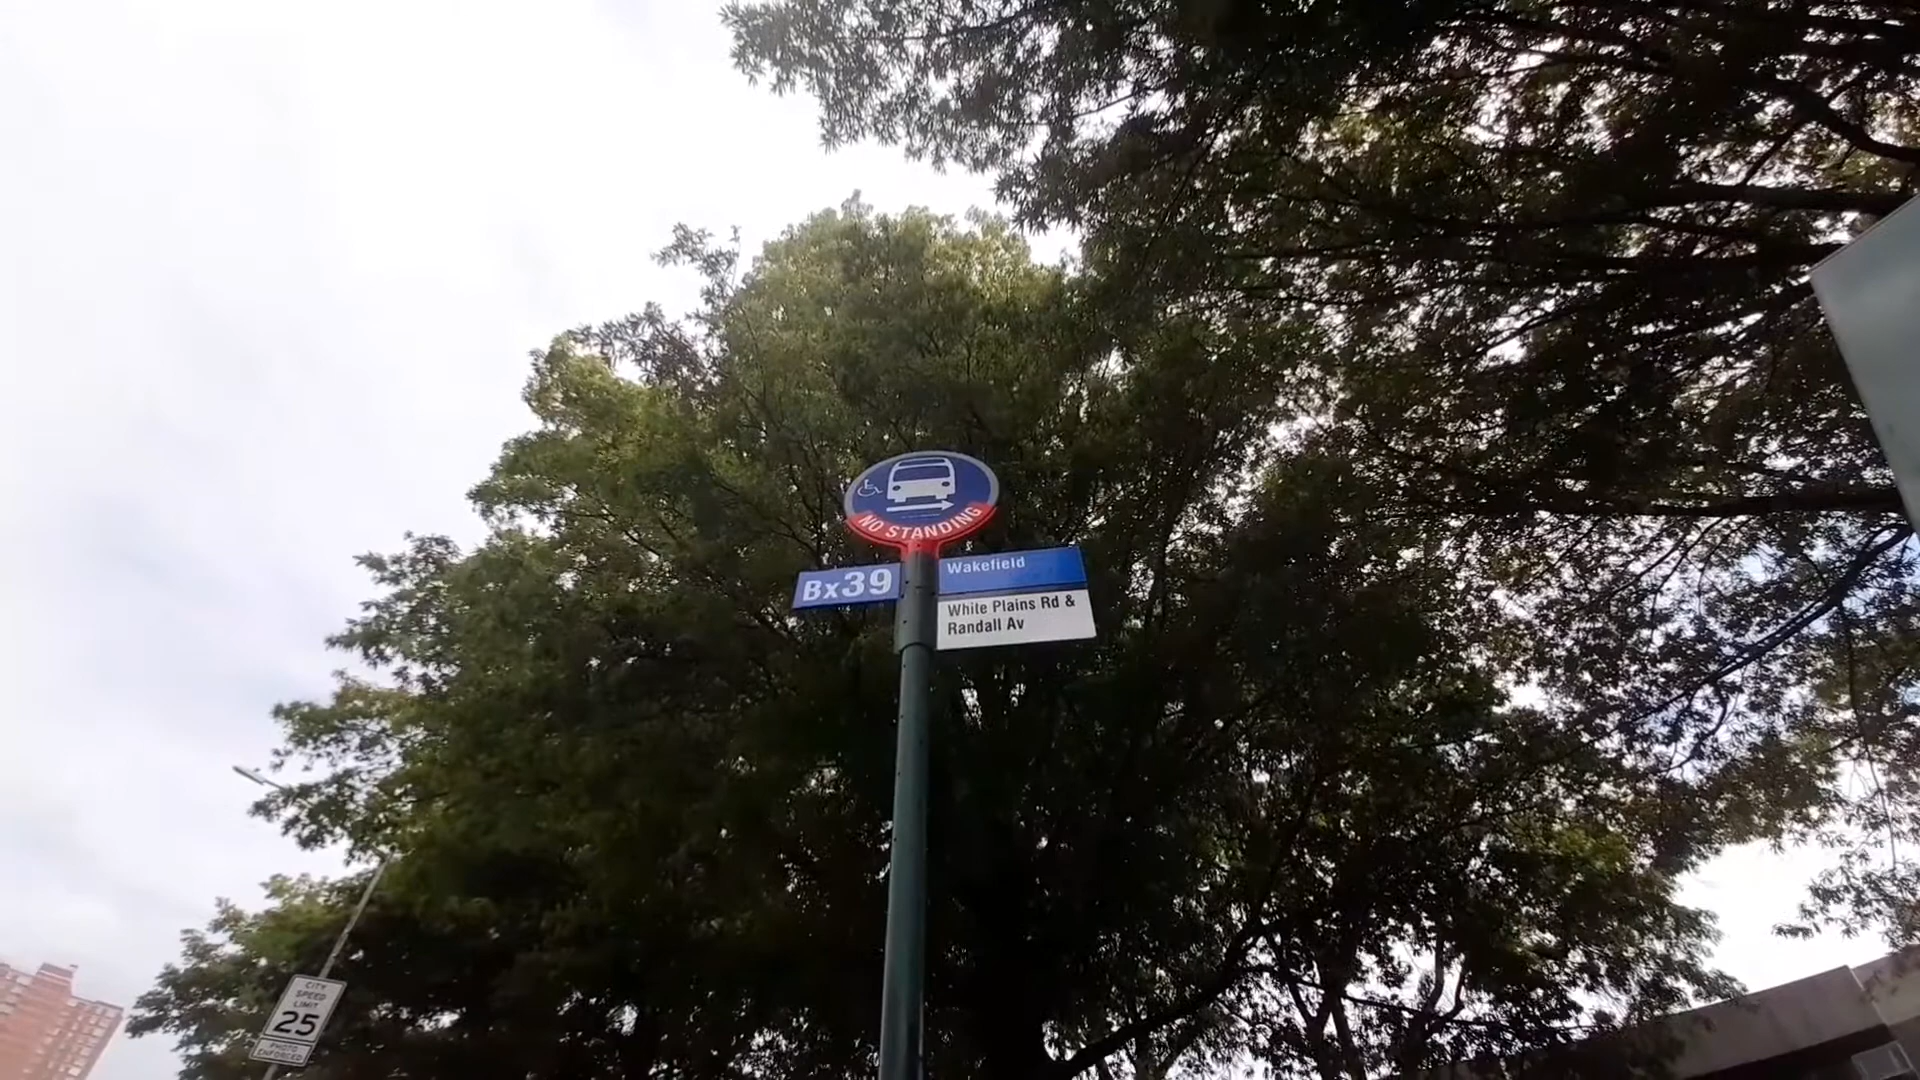 NO STANDING
Bx39
Wakefield
White Plains Rd &
Randall Av
CITY
SPEED
LIMIT
25
PHOTO
ENFORCED